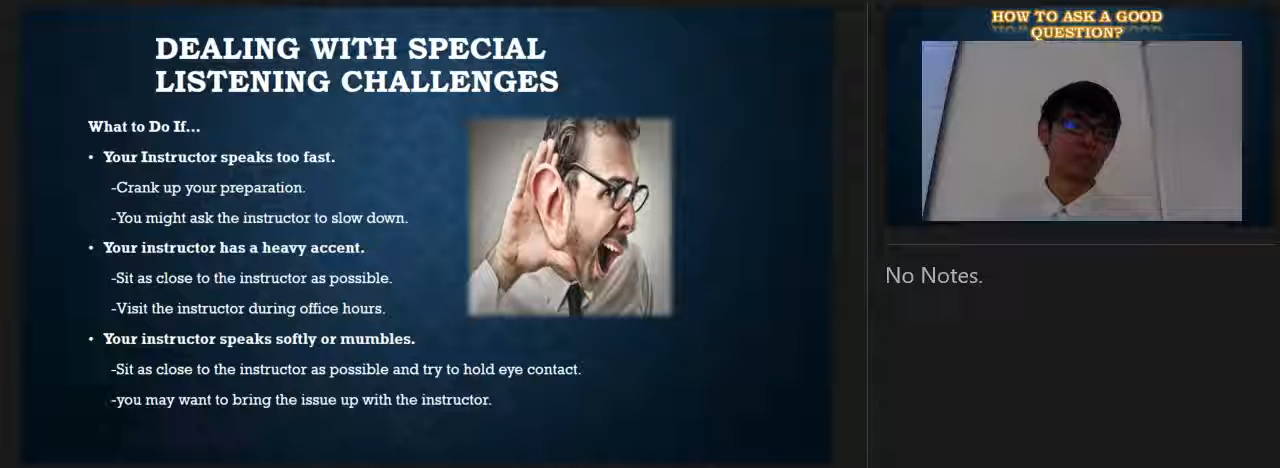 DEALING WITH SPECIAL
LISTENING CHALLENGES
What to Do If...
• Your Instructor speaks too fast.
-Crank up your preparation.
-You might ask the instructor to slow down.
• Your instructor has a heavy accent.
-Sit as close to the instructor as possible.
-Visit the instructor during office hours.
• Your instructor speaks softly or mumbles.
-Sit as close to the instructor as possible and try to hold eye contact.
-you may want to bring the issue up with the instructor.
HOW TO ASK A GOOD
QUESTION?
No Notes.